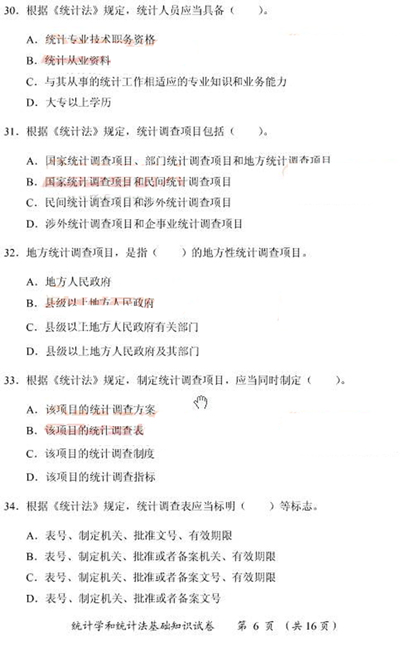 30. 根据《统计法》规定，统计人员应当具备（　　）。
A. 统计专业技术职务资格
B. 统计从业资料
C. 与其从事的统计工作相适应的专业知识和业务能力
D. 大专以上学历
31. 根据《统计法》规定，统计调查项目包括（　　）。
A. 国家统计调查项目、部门统计调查项目和地方统计调查项目
B. 国家统计调查项目和民间统计调查项目
C. 民间统计调查项目和涉外统计调查项目
D. 涉外统计调查项目和企事业统计调查项目
32. 地方统计调查项目，是指（　　）的地方性统计调查项目。
A. 地方人民政府
B. 县级以上地方人民政府
C. 县级以上地方人民政府有关部门
D. 县级以上地方人民政府及其部门
33. 根据《统计法》规定，制定统计调查项目，应当同时制定（　　）。
A. 该项目的统计调查方案
B. 该项目的统计调查表
C. 该项目的统计调查制度
D. 该项目的统计调查指标
34. 根据《统计法》规定，统计调查表应当标明（　　）等标志。
A. 表号、制定机关、批准文号、有效期限
B. 表号、制定机关、批准或者备案机关、有效期限
C. 表号、制定机关、批准或者备案文号、有效期限
D. 表号、制定机关、批准或者备案文号
统计学和统计法基础知识试卷　第 6 页 （共16页）